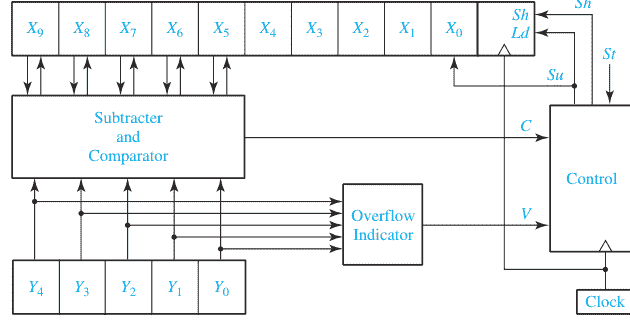 X9 X8 X7 X6 X5 X4 X3 X2 X1 X0 Sh
Ld
Sh
Su
St
Subtracter
and
Comparator
C
Control
Overflow
Indicator
V
Y4 Y3 Y2 Y1 Y0
Clock